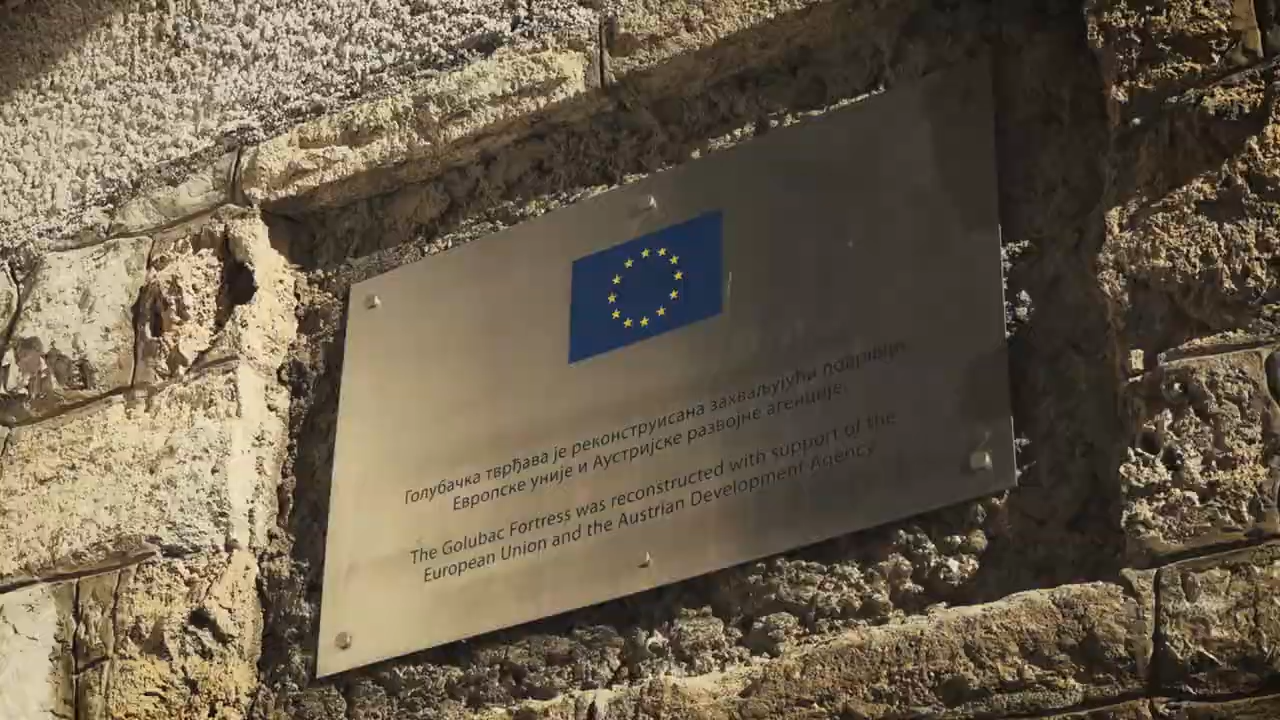 Голубачка тврђава је реконструисана захваљујући подршци
Европске уније и Аустријске развојне агенције.
The Golubac Fortress was reconstructed with support of the
European Union and the Austrian Development Agency